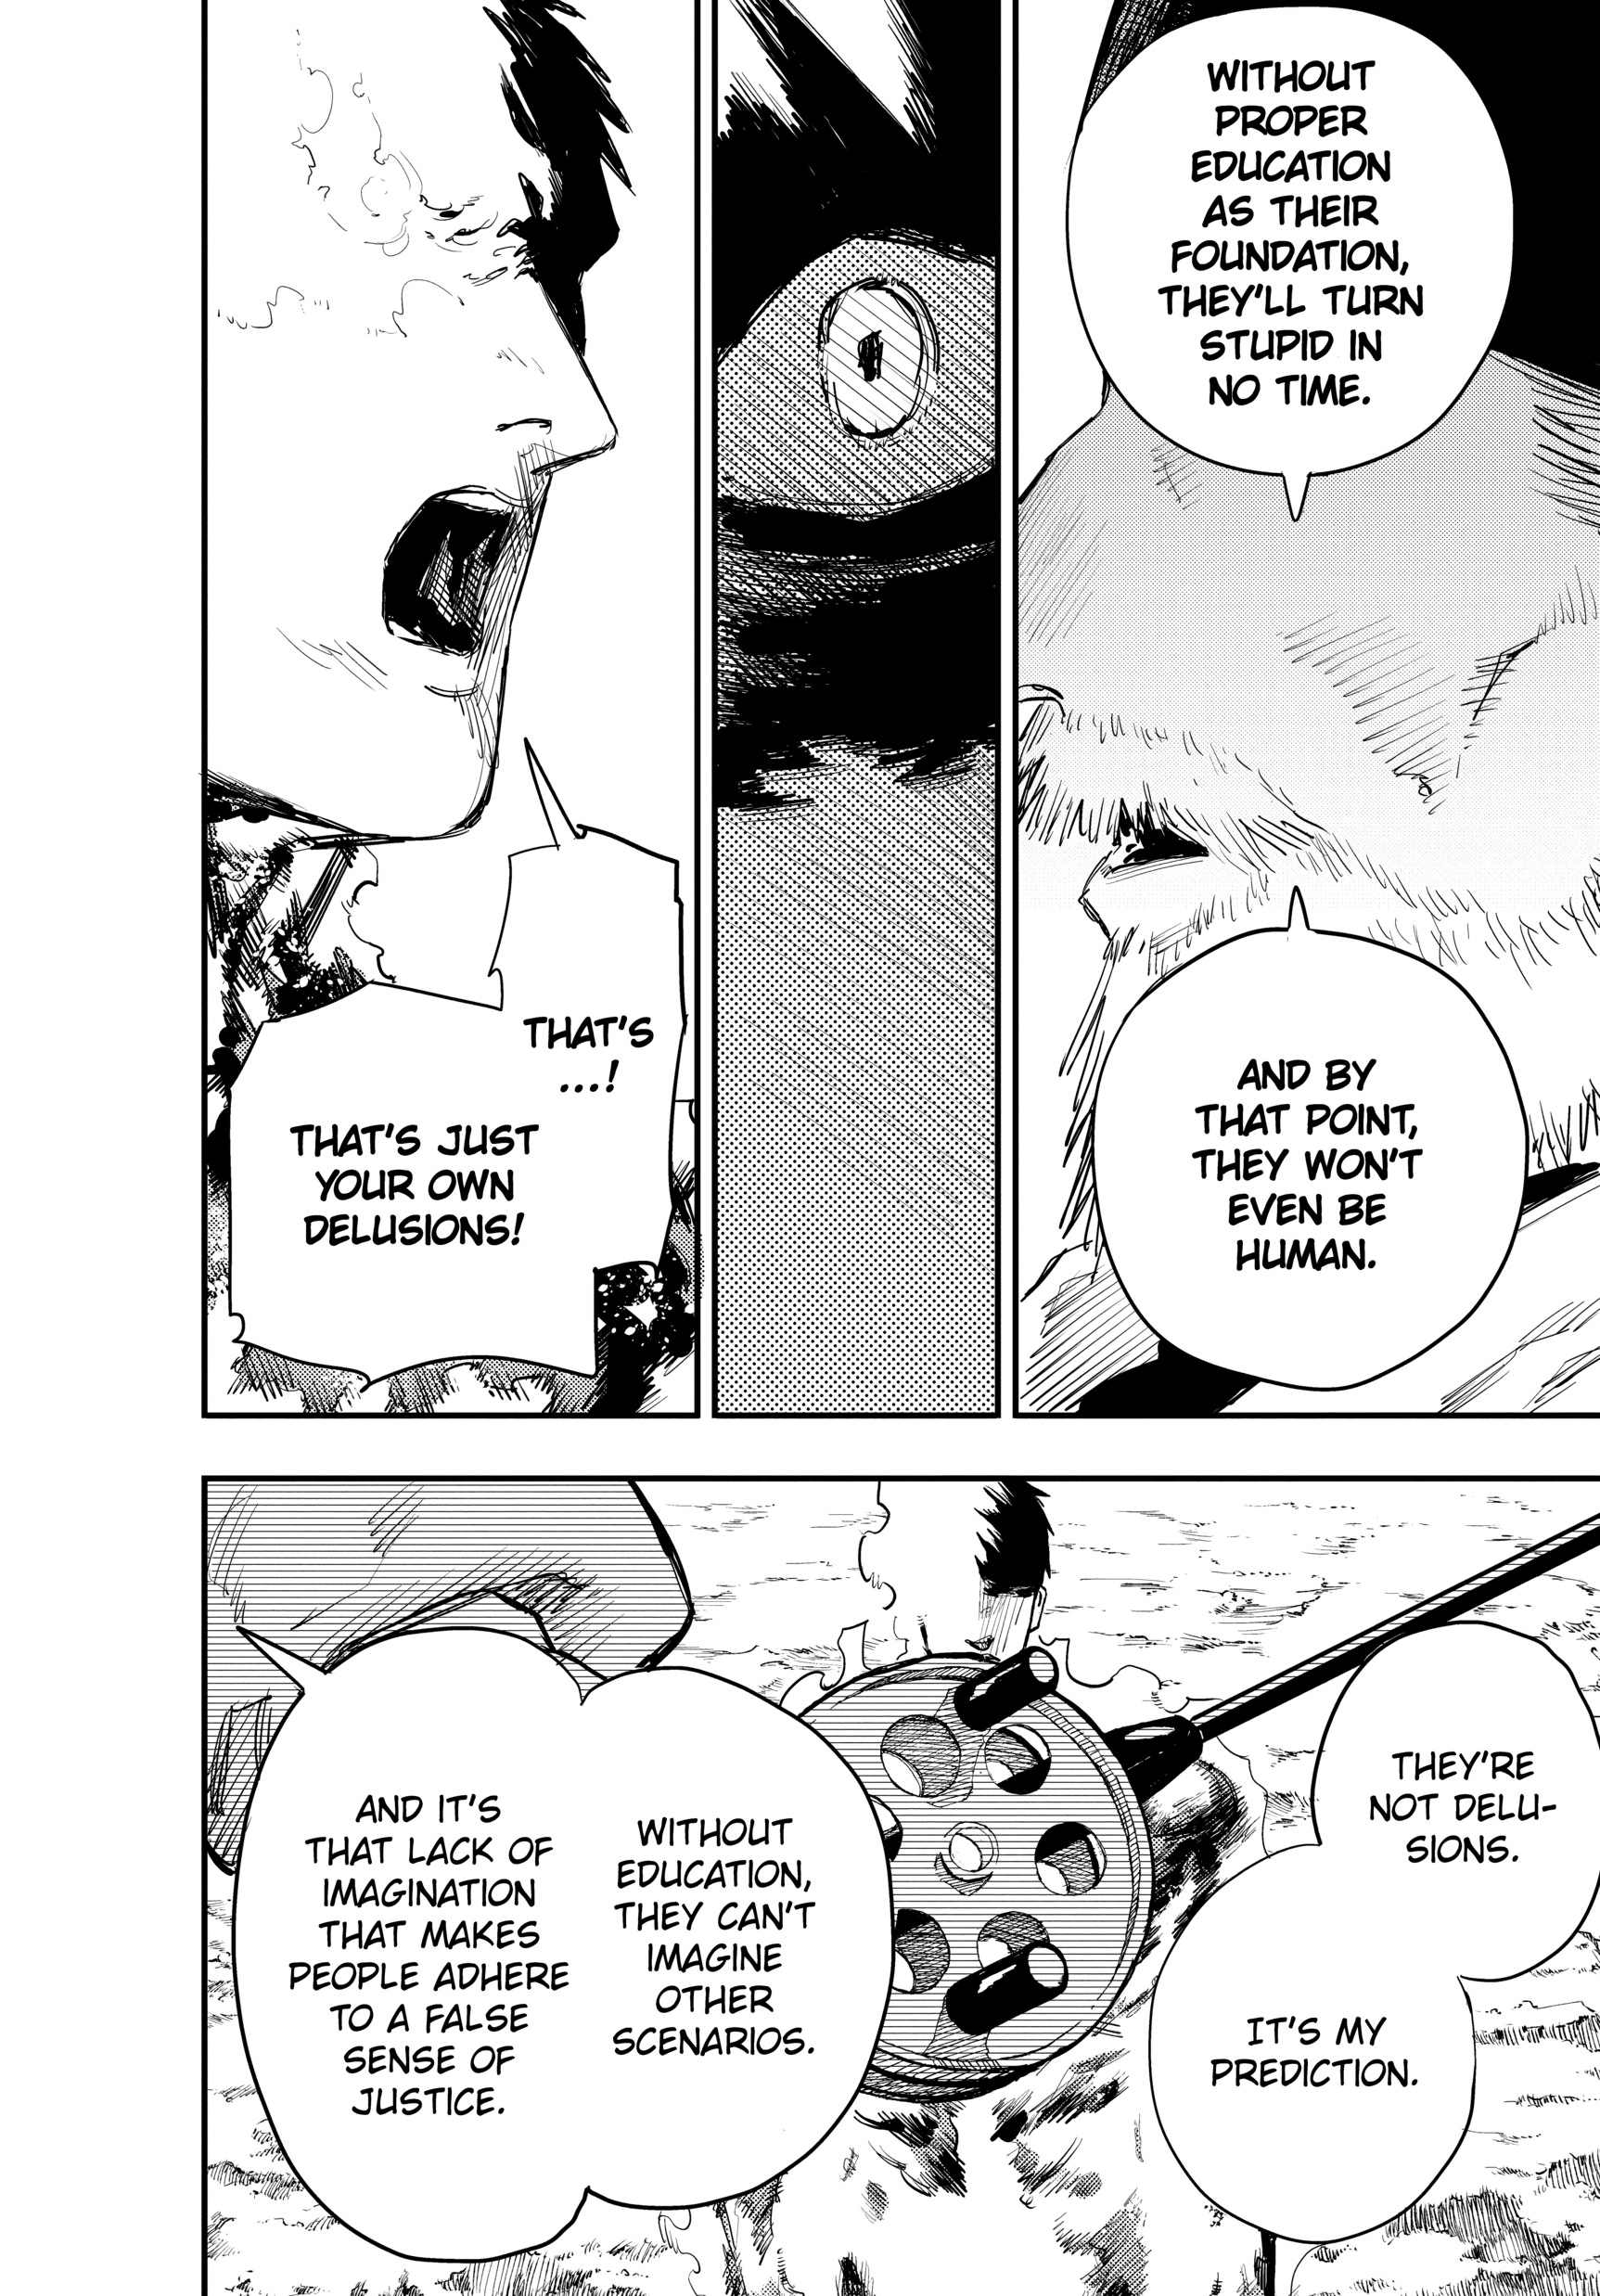 WITHOUT
PROPER
EDUCATION
AS THEIR
FOUNDATION,
THEY'LL TURN
STUPID IN
NO TIME.
AND BY
THAT POINT,
THEY WON'T
EVEN BE
HUMAN.
THAT'S
...!
THAT'S JUST
YOUR OWN
DELUSIONS!
THEY'RE
NOT DELU-
SIONS.
IT'S MY
PREDICTION.
WITHOUT
EDUCATION,
THEY CAN'T
IMAGINE
OTHER
SCENARIOS.
AND IT'S
THAT LACK OF
IMAGINATION
THAT MAKES
PEOPLE ADHERE
TO A FALSE
SENSE OF
JUSTICE.